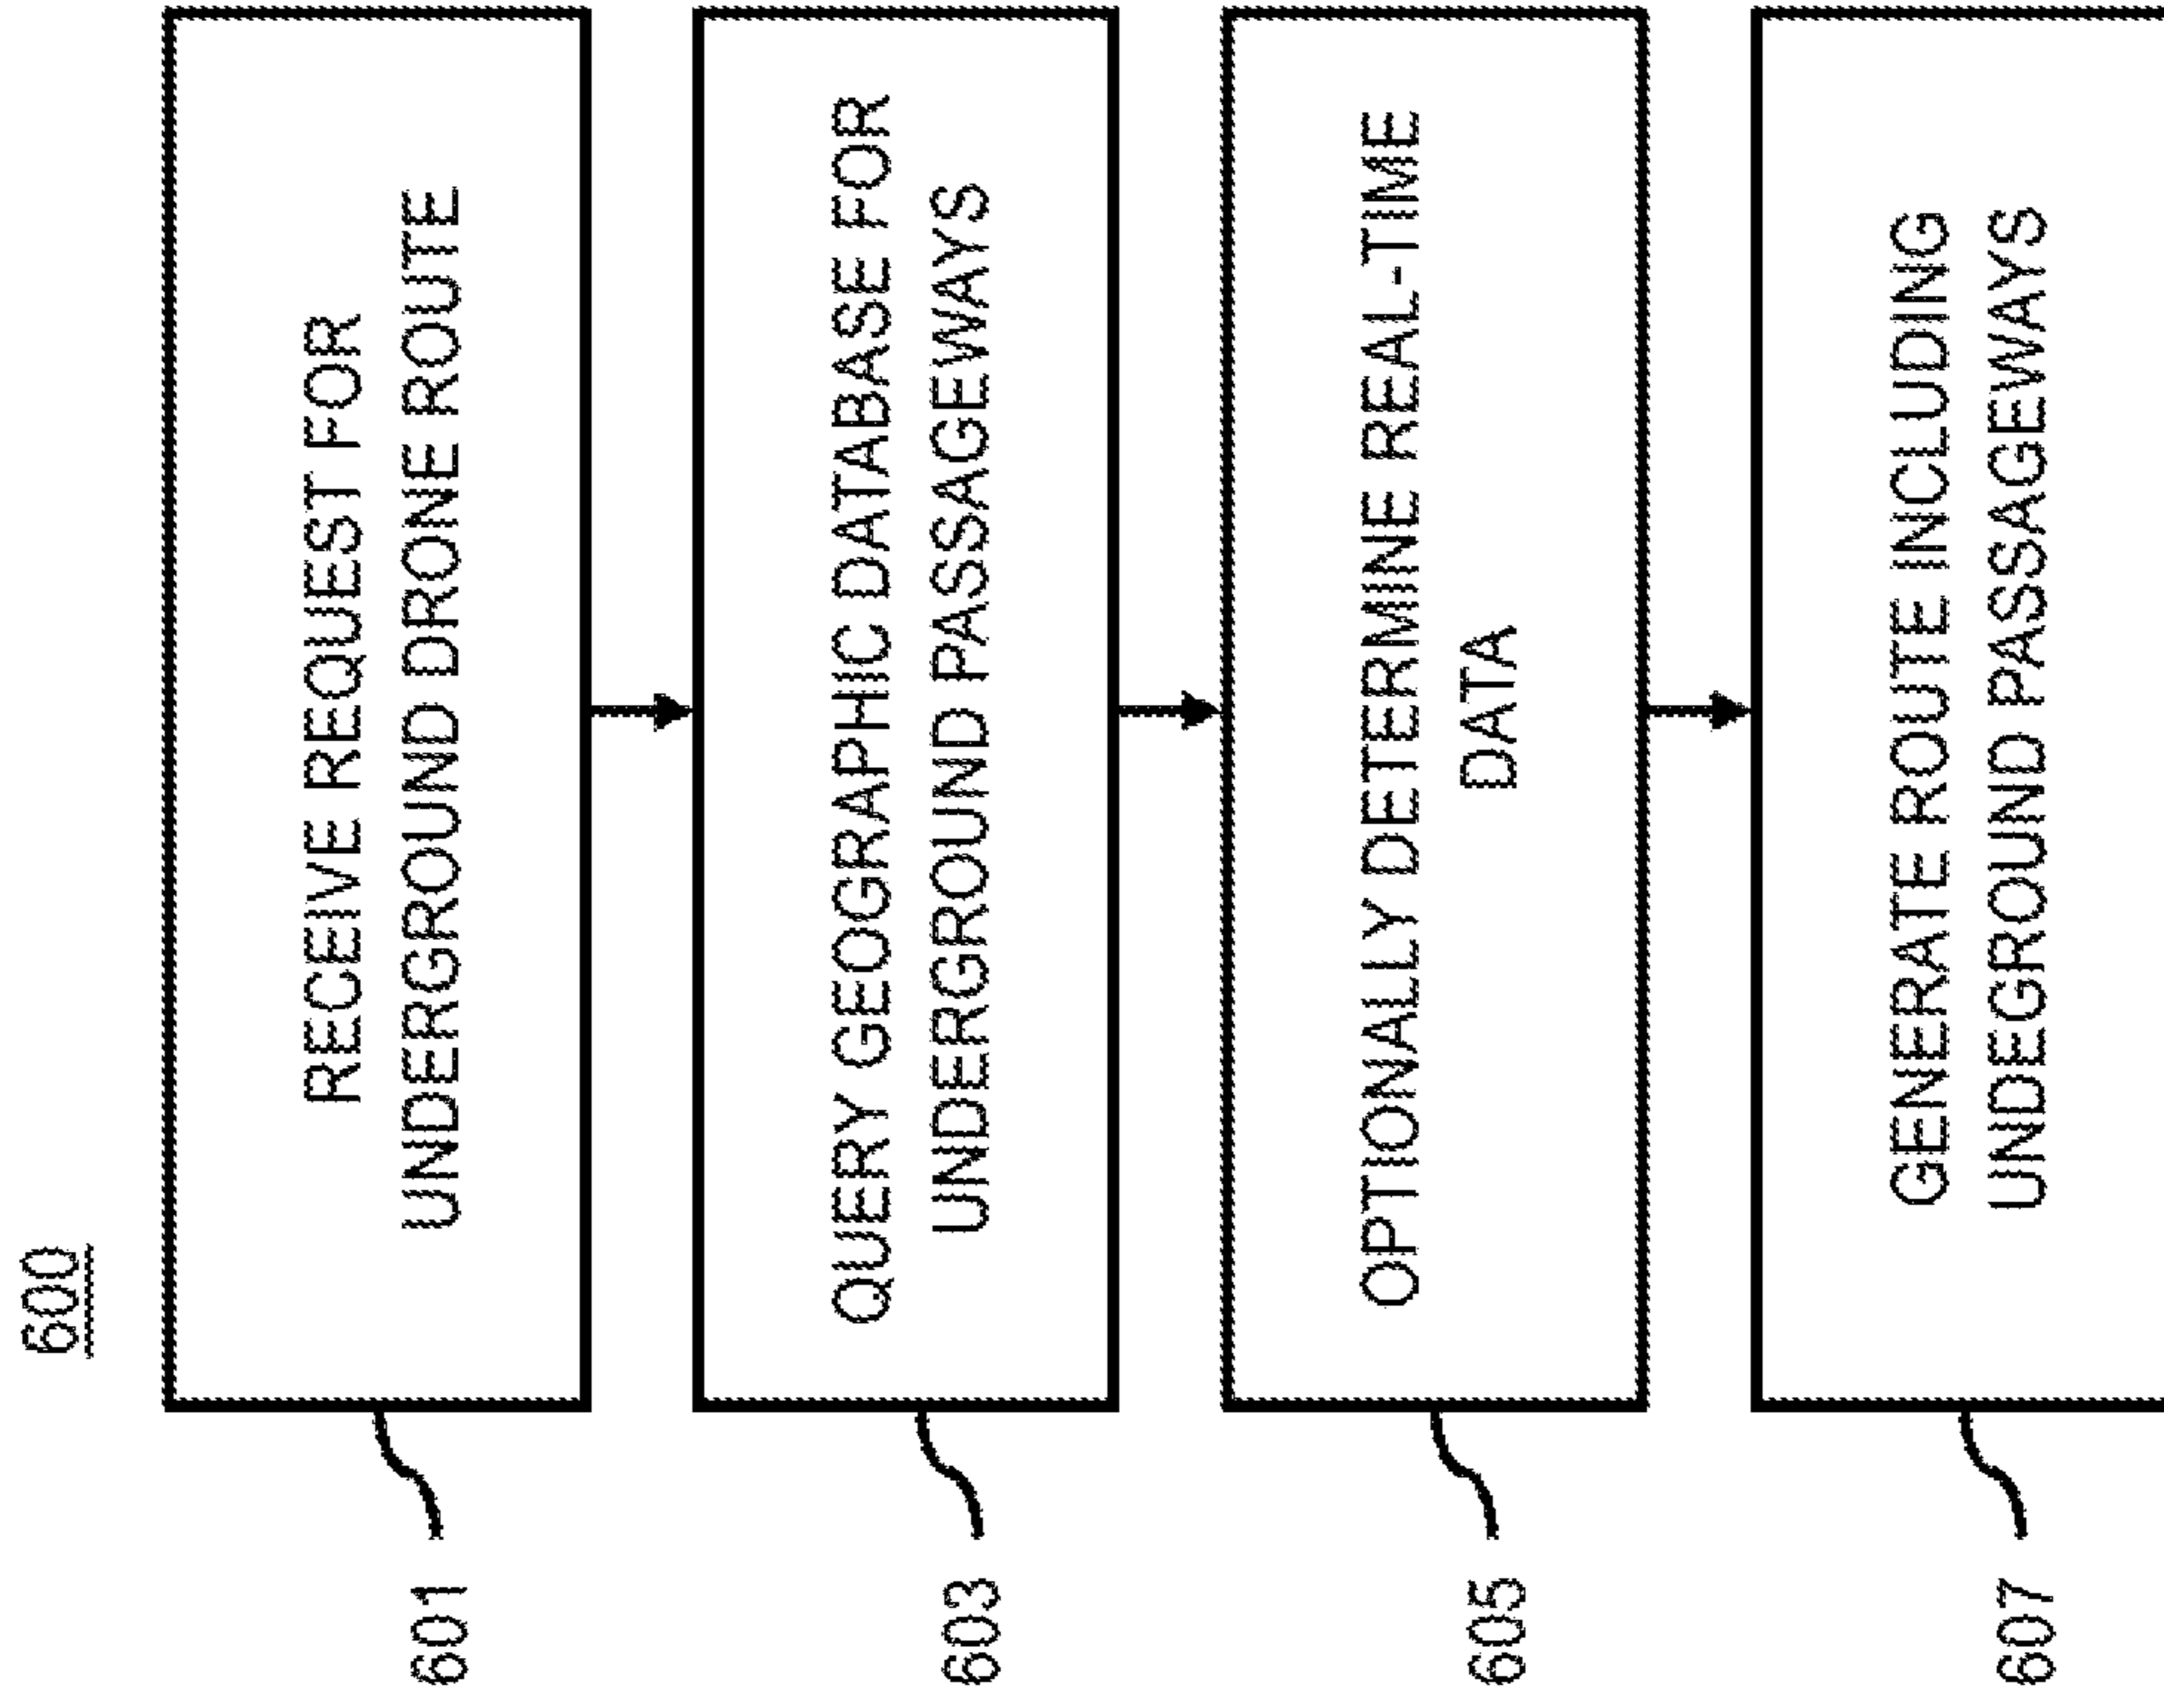 600
601
RECEIVE REQUEST FOR
UNDERGROUND DRONE ROUTE
603
QUERY GEOGRAPHIC DATABASE FOR
UNDERGROUND PASSAGEWAYS
605
OPTIONALLY DETERMINE REAL-TIME
DATA
607
GENERATE ROUTE INCLUDING
UNDEGROUND PASSAGEWAYS